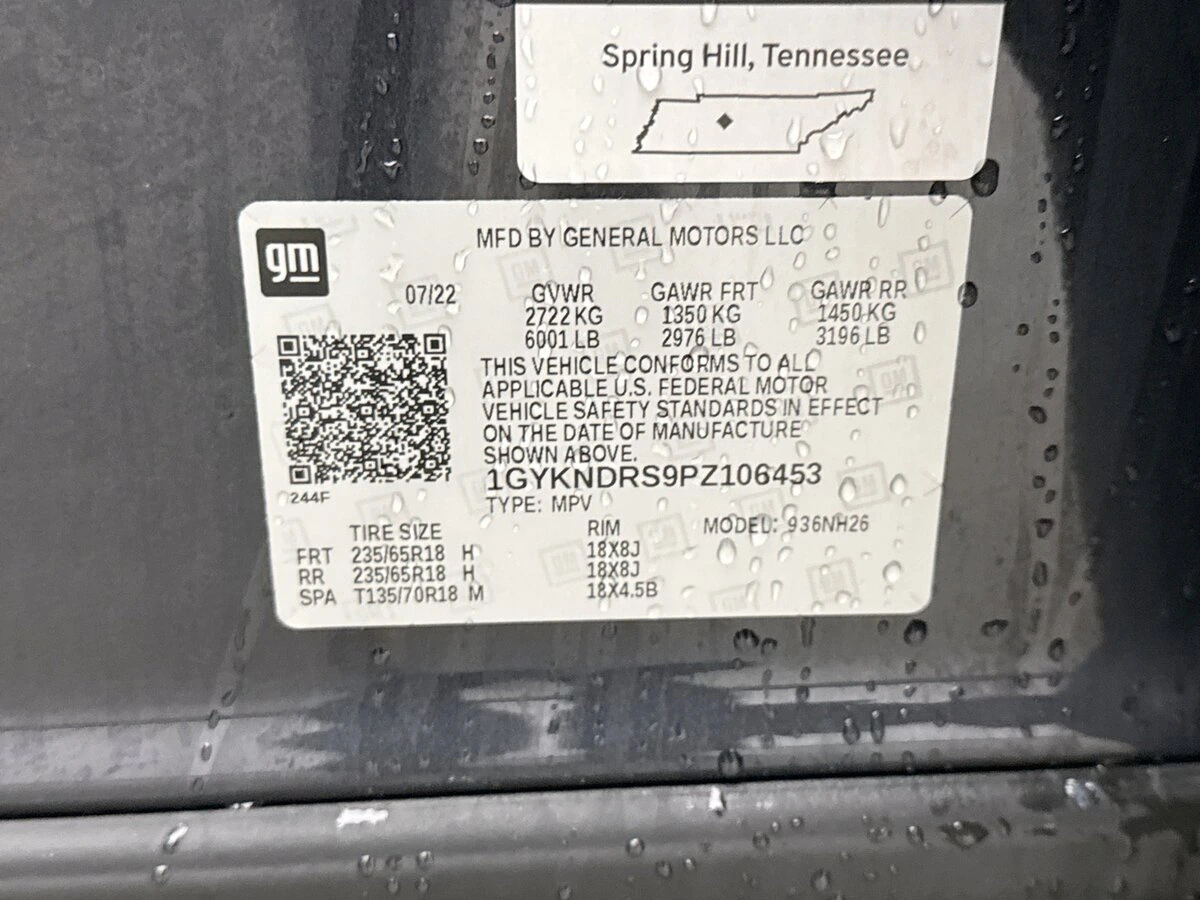 Spring Hill, Tennessee
gm
MFD BY GENERAL MOTORS LLC
07/22 GVWR GAWR FRT GAWR RR
2722 KG 1350 KG 1450 KG
6001 LB 2976 LB 3196 LB
THIS VEHICLE CONFORMS TO ALL
APPLICABLE U.S. FEDERAL MOTOR
VEHICLE SAFETY STANDARDS IN EFFECT
ON THE DATE OF MANUFACTURE
SHOWN ABOVE.
1GYKNDRS9PZ106453
244F
TYPE: MPV
TIRE SIZE RIM MODEL: 936NH26
FRT 235/65R18 H 18X8J
RR 235/65R18 H 18X8J
SPA T135/70R18 M 18X4.5B